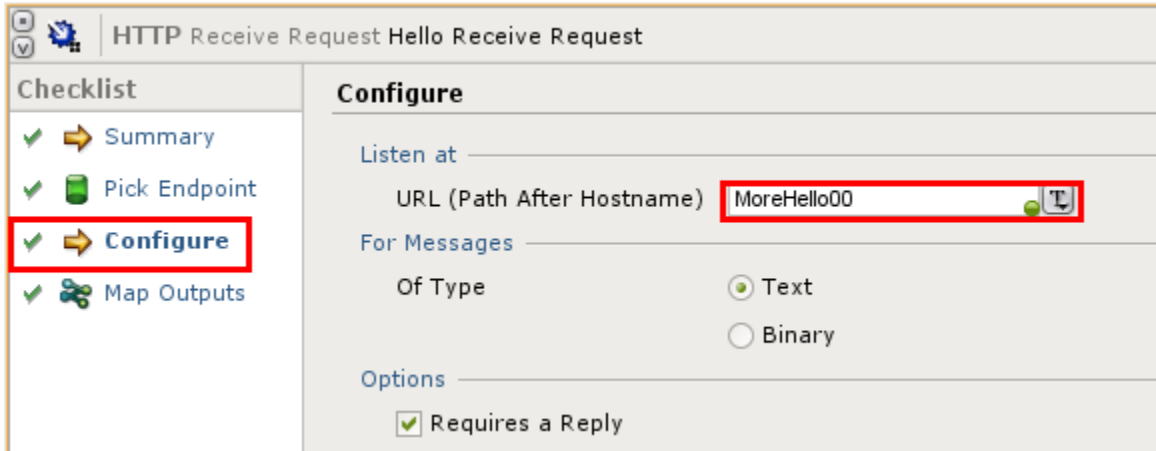 HTTP Receive Request Hello Receive Request
Checklist
Summary
Pick Endpoint
Configure
Map Outputs
Configure
Listen at
URL (Path After Hostname) MoreHello00
For Messages
Of Type Text
Binary
Options
Requires a Reply